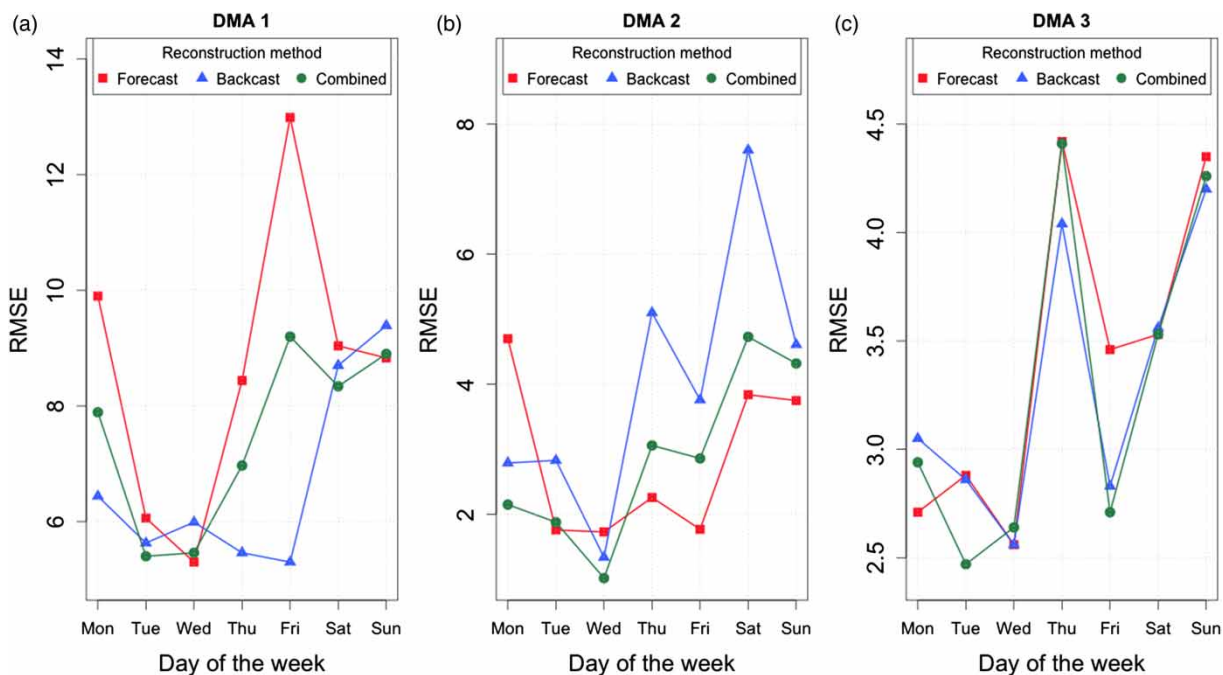 (a) DMA 1
Reconstruction method
Forecast Backcast Combined
14
12
10
8
6
RMSE
Mon Tue Wed Thu Fri Sat Sun
Day of the week
(b) DMA 2
Reconstruction method
Forecast Backcast Combined
8
6
4
2
RMSE
Mon Tue Wed Thu Fri Sat Sun
Day of the week
(c) DMA 3
Reconstruction method
Forecast Backcast Combined
4.5
4.0
3.5
3.0
2.5
RMSE
Mon Tue Wed Thu Fri Sat Sun
Day of the week